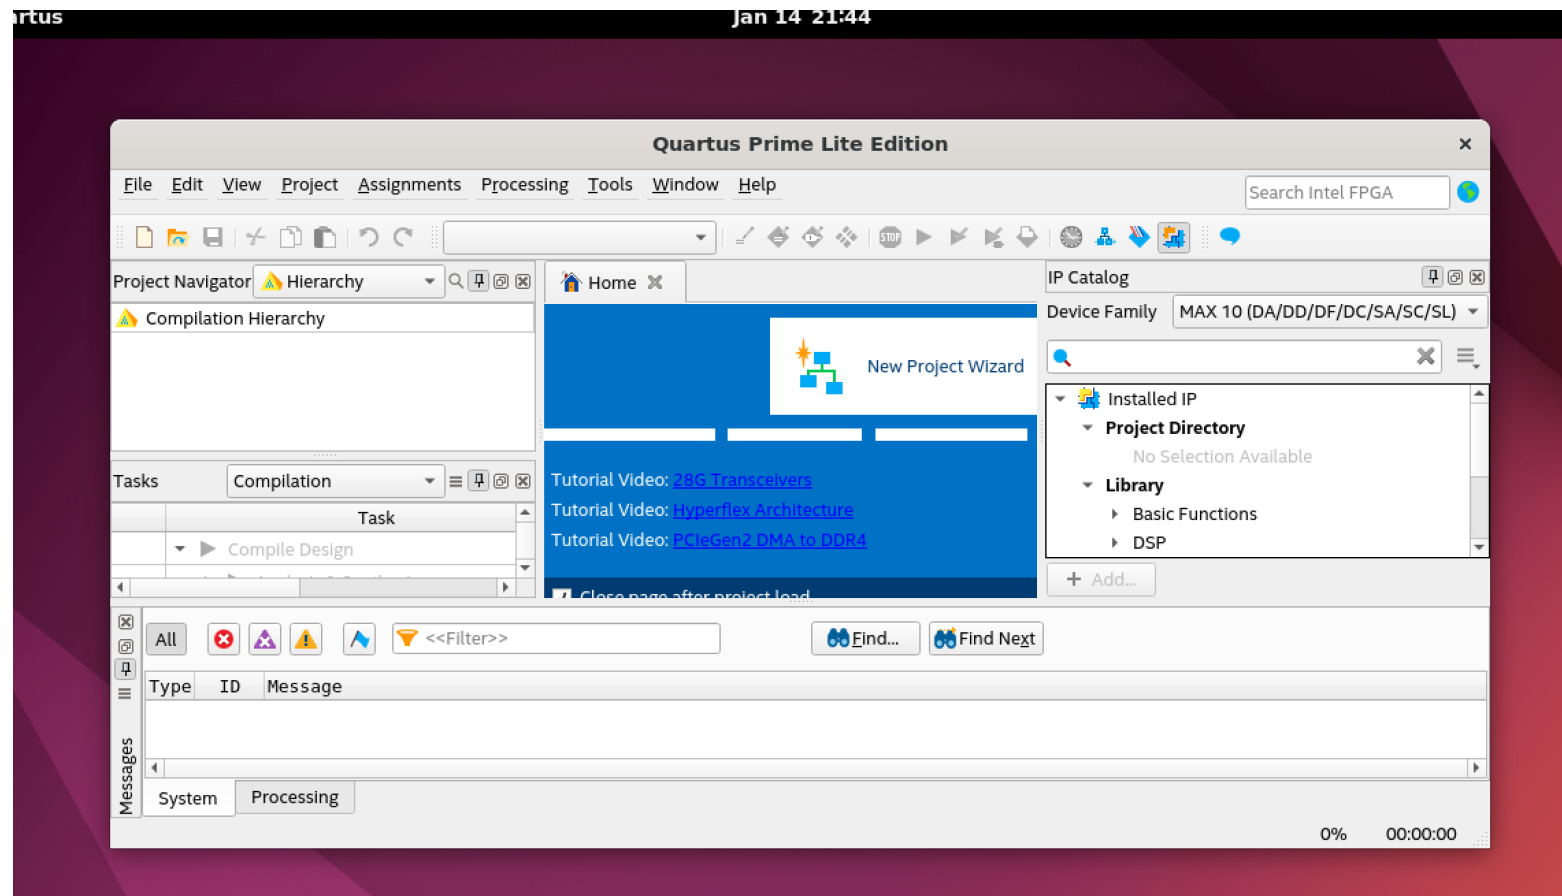 artus
Jan 14 21:44
Quartus Prime Lite Edition
File Edit View Project Assignments Processing Tools Window Help
Search Intel FPGA
STOP
Project Navigator
Hierarchy
Compilation Hierarchy
Tasks
Compilation
Task
Compile Design
Home
New Project Wizard
Tutorial Video: 28G Transceivers
Tutorial Video: Hyperflex Architecture
Tutorial Video: PCIeGen2 DMA to DDR4
Close page after project load
IP Catalog
Device Family
MAX 10 (DA/DD/DF/DC/SA/SC/SL)
Installed IP
Project Directory
No Selection Available
Library
Basic Functions
DSP
+ Add...
All
<<Filter>>
Find...
Find Next
Type ID Message
Messages
System
Processing
0%
00:00:00